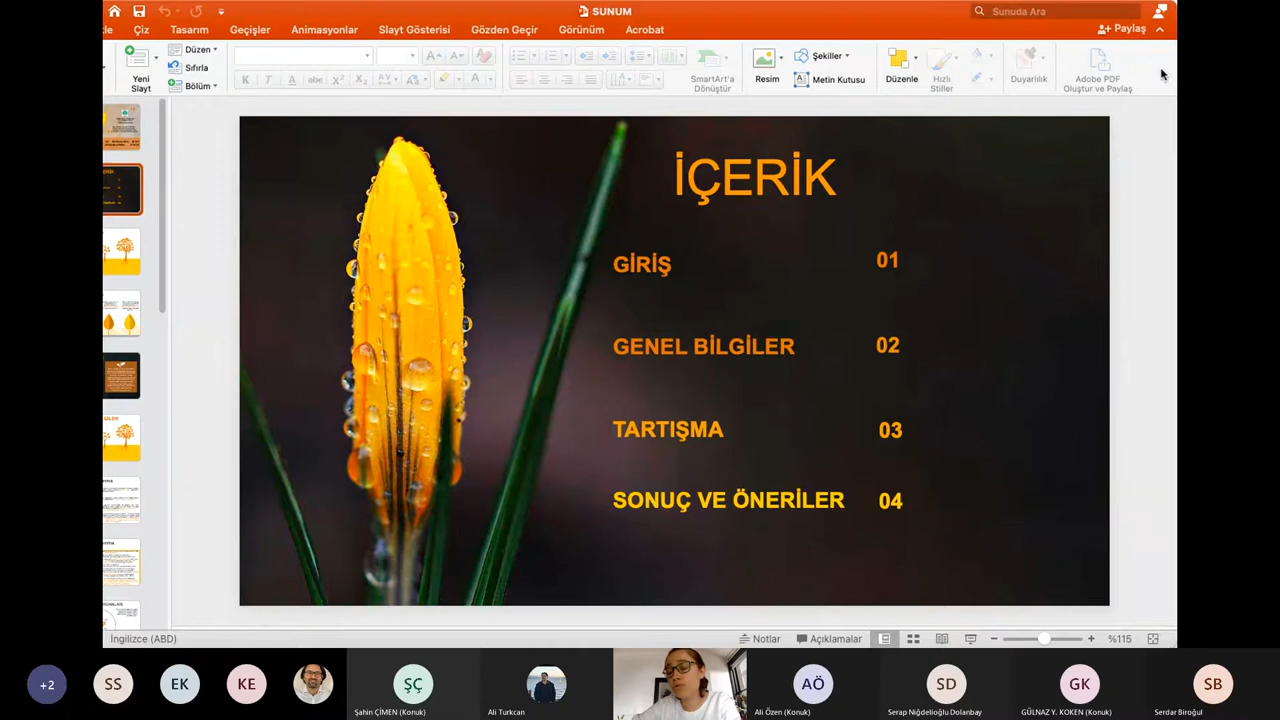 SUNUM
Sunuda Ara
Çiz
Tasarım
Geçişler
Animasyonlar
Slayt Gösterisi
Gözden Geçir
Görünüm
Acrobat
Paylaş
Yeni
Slayt
Düzen
Sıfırla
Bölüm
K
T
A
abc
SmartArt'a
Dönüştür
Resim
Şekiller
Metin Kutusu
Düzenle
Hızlı
Stiller
Duyarlılık
Adobe PDF
Oluştur ve Paylaş
İÇERİK
GİRİŞ 01
GENEL BİLGİLER 02
TARTIŞMA 03
SONUÇ VE ÖNERİLER 04
İngilizce (ABD)
Notlar
Açıklamalar
%115
+2
SS
EK
KE
ŞÇ
AÖ
SD
GK
SB
Şahin ÇİMEN (Konuk)
Ali Turkcan
Ali Özen (Konuk)
Serap Niğdelioğlu Dolanbay
GÜLNAZ Y. KOKEN (Konuk)
Serdar Biroğul